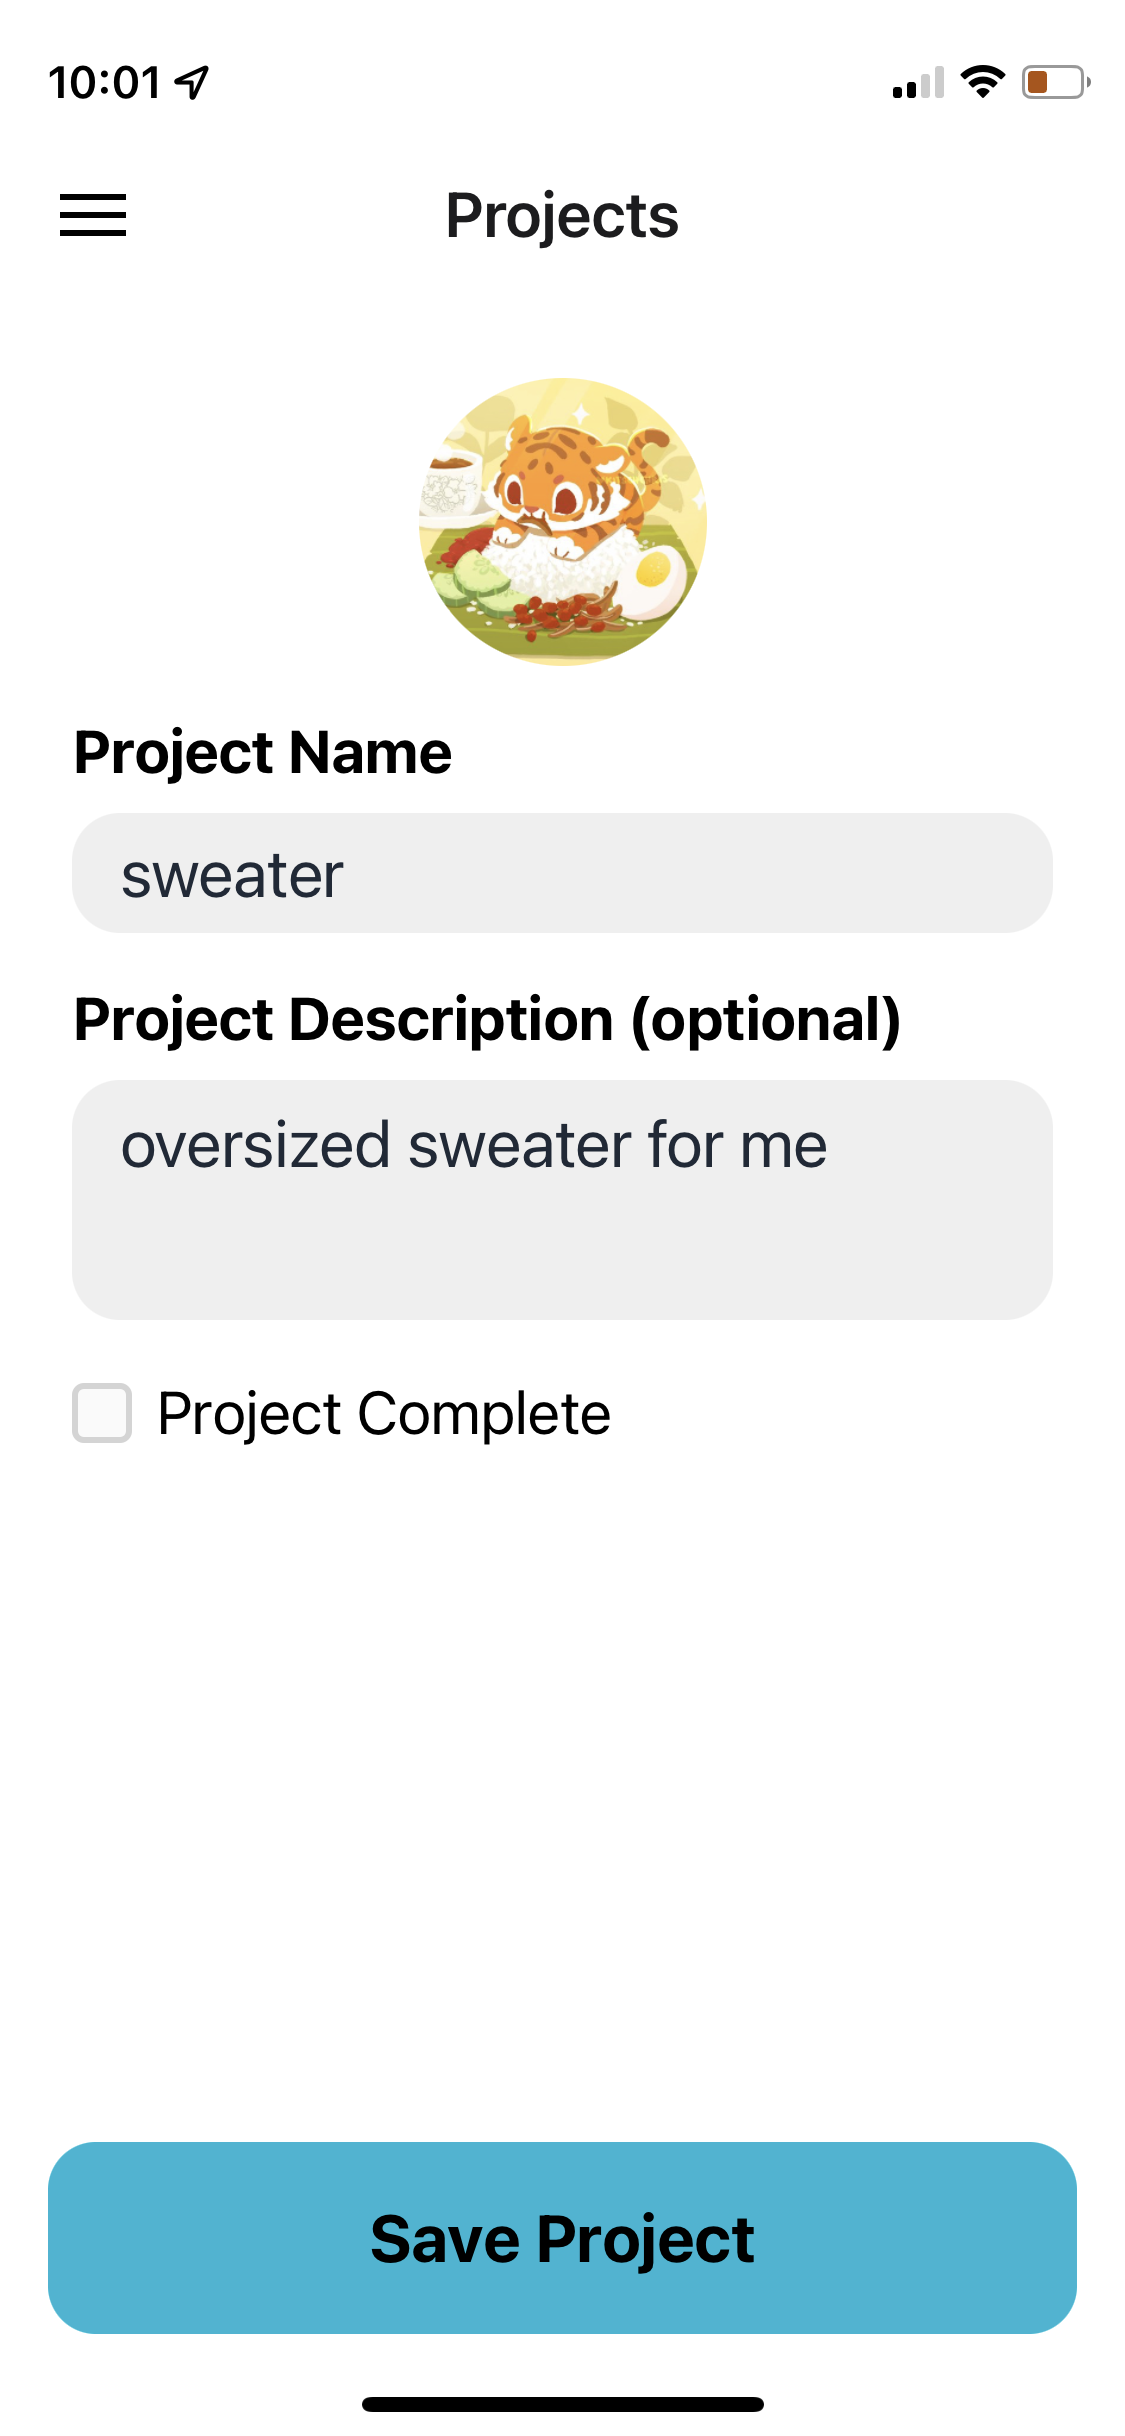 10:01
Projects
Project Name
sweater
Project Description (optional)
oversized sweater for me
Project Complete
Save Project